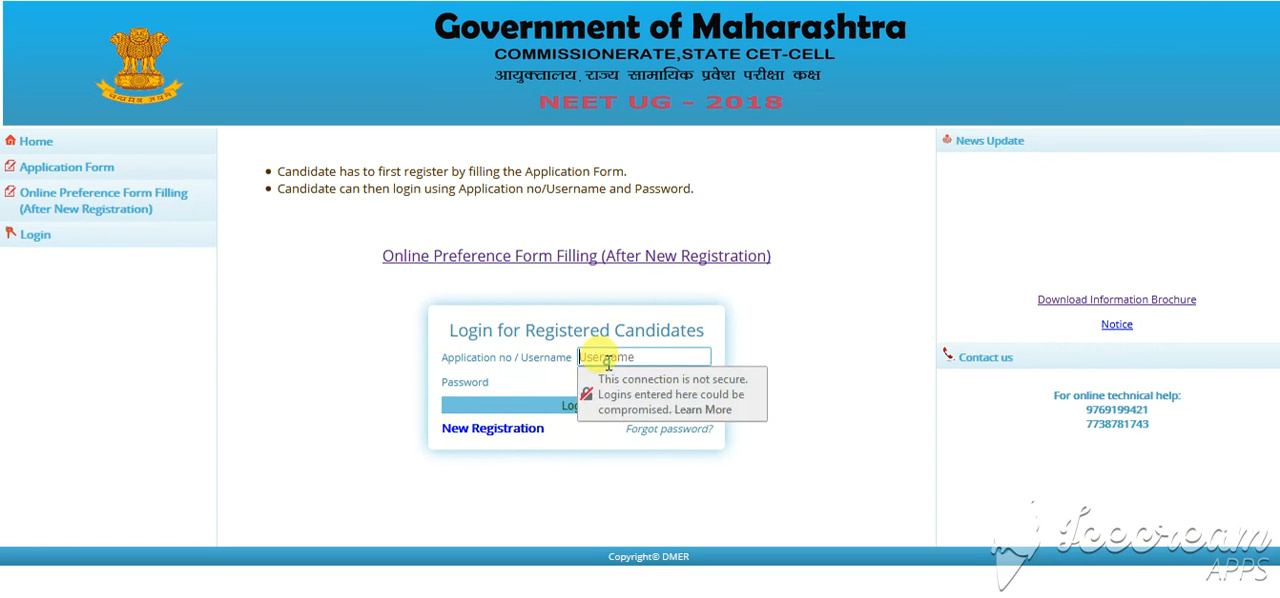 Government of Maharashtra
COMMISSIONERATE,STATE CET-CELL
आयुक्तालय, राज्य सामायिक प्रवेश परीक्षा कक्ष
NEET UG - 2018
Home
Application Form
Online Preference Form Filling
(After New Registration)
Login
Candidate has to first register by filling the Application Form.
Candidate can then login using Application no/Username and Password.
Online Preference Form Filling (After New Registration)
Login for Registered Candidates
Application no / Username
Username
This connection is not secure.
Logins entered here could be
compromised. Learn More
Password
New Registration
Forgot password?
News Update
Download Information Brochure
Notice
Contact us
For online technical help:
9769199421
7738781743
Copyright© DMER
Icecream
APPS